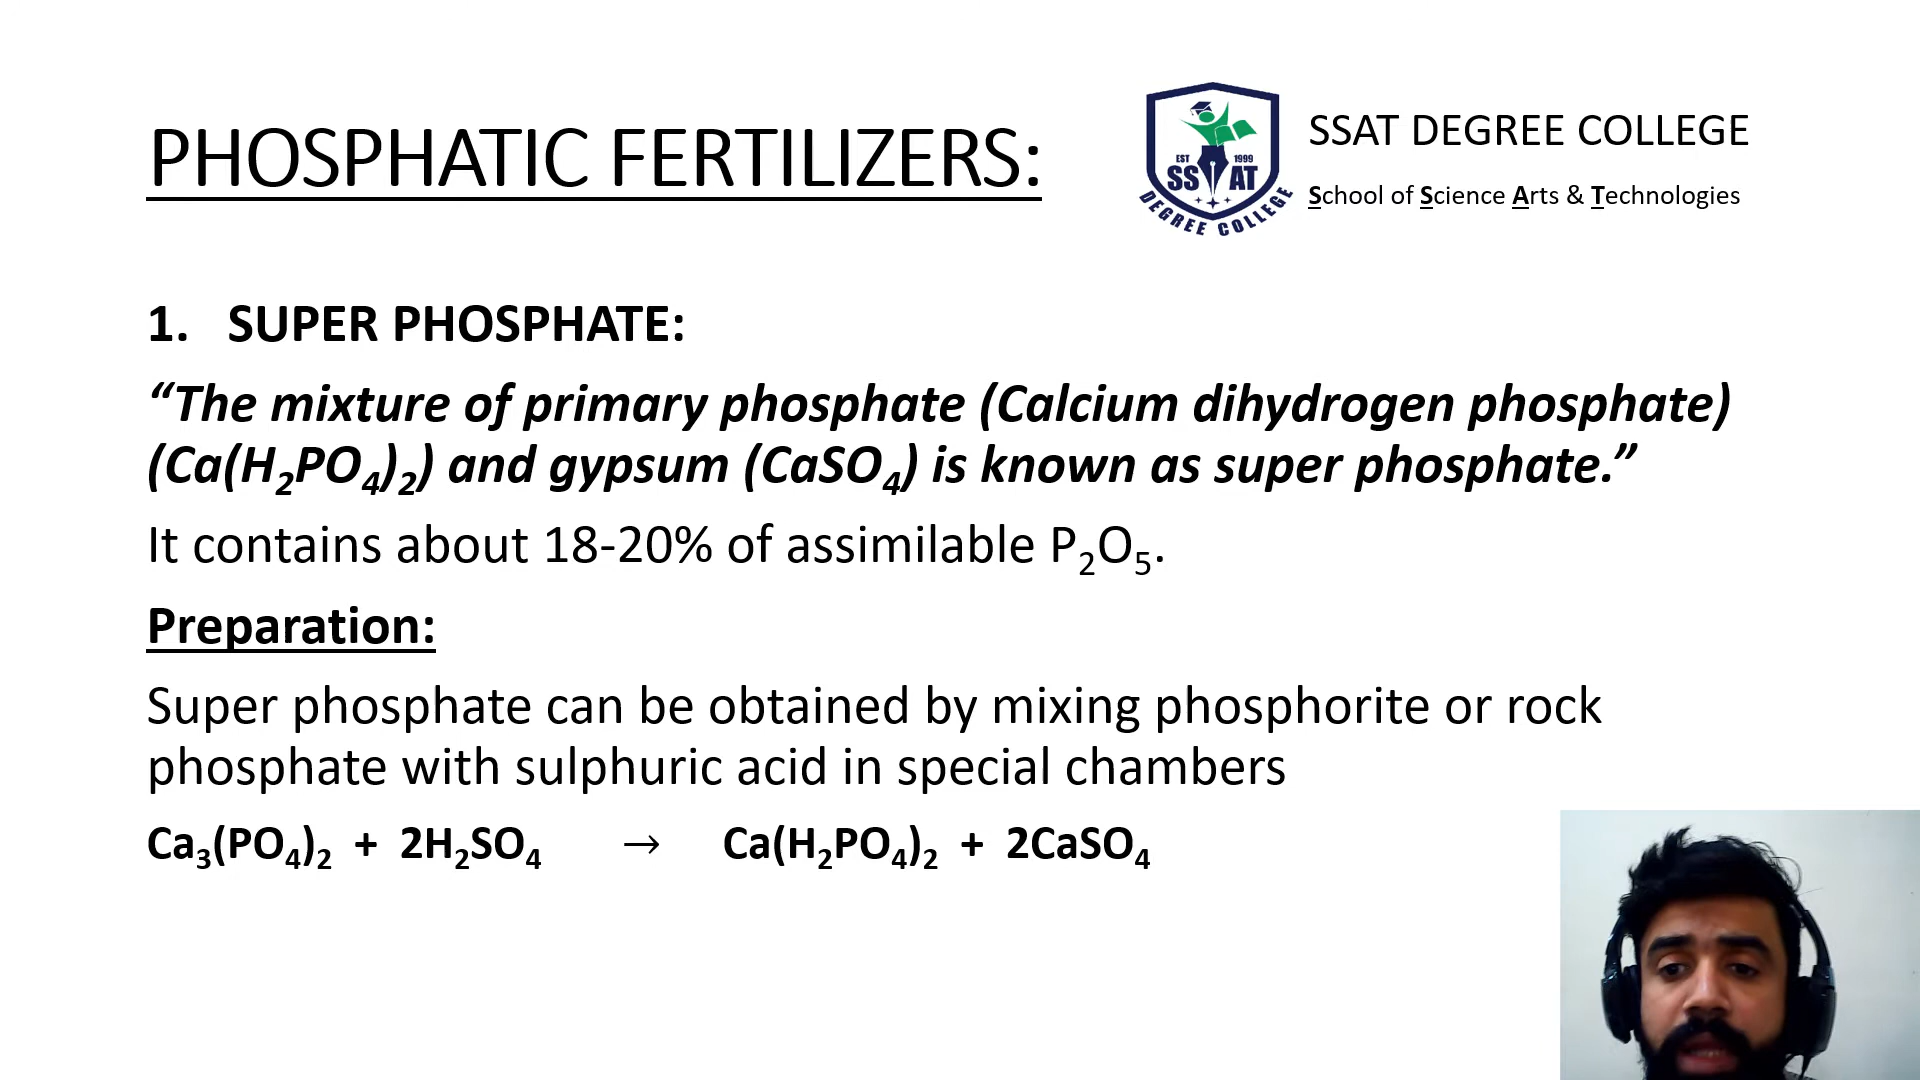 PHOSPHATIC FERTILIZERS:
EST 1999
SSAT
DEGREE COLLEGE
SSAT DEGREE COLLEGE
School of Science Arts & Technologies
1. SUPER PHOSPHATE:
“The mixture of primary phosphate (Calcium dihydrogen phosphate)
(Ca(H₂PO₄)₂) and gypsum (CaSO₄) is known as super phosphate.”
It contains about 18-20% of assimilable P₂O₅.
Preparation:
Super phosphate can be obtained by mixing phosphorite or rock
phosphate with sulphuric acid in special chambers
Ca₃(PO₄)₂ + 2H₂SO₄ → Ca(H₂PO₄)₂ + 2CaSO₄